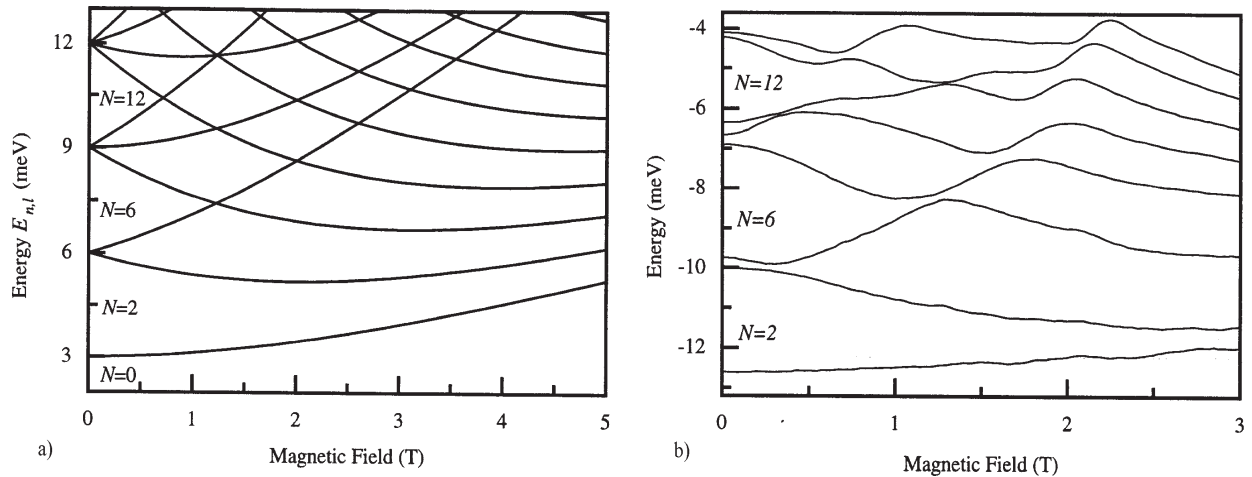 12
9
6
3
Energy E n,l (meV)
N=12
N=6
N=2
N=0
0 1 2 3 4 5
Magnetic Field (T)
a)
-4
-6
-8
-10
-12
Energy (meV)
N=12
N=6
N=2
0 1 2 3
Magnetic Field (T)
b)